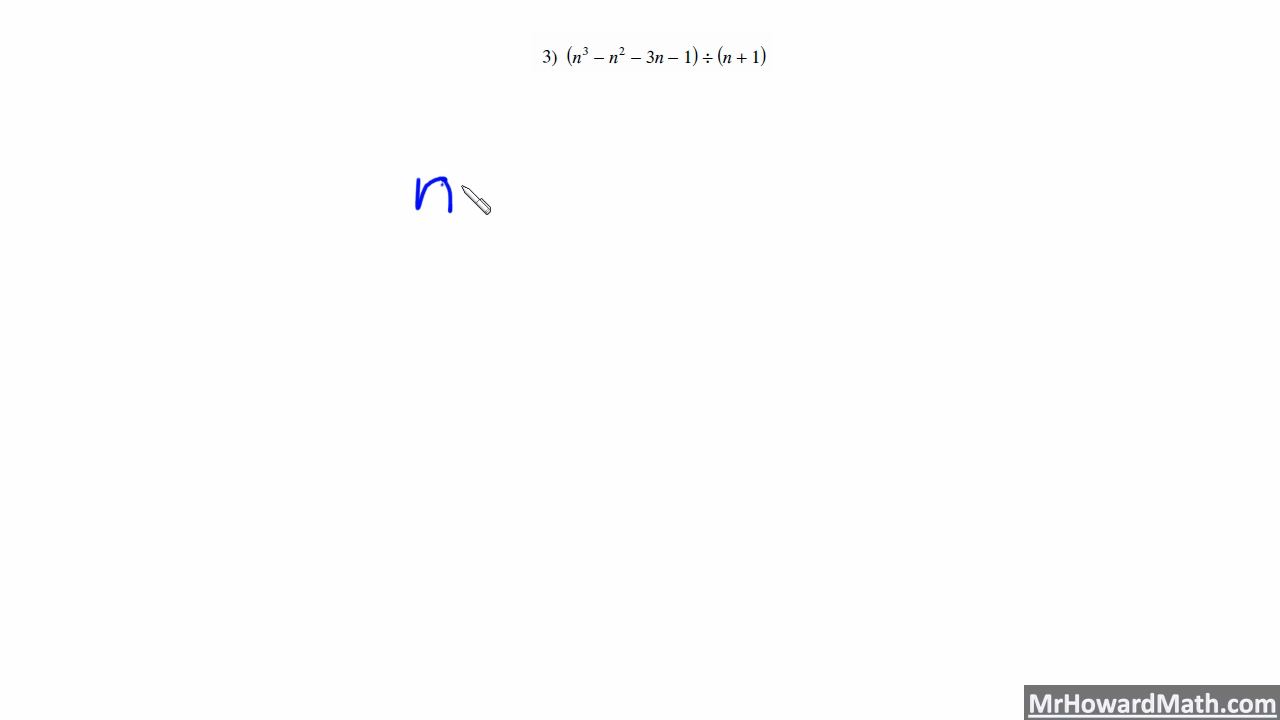 3) (n³ − n² − 3n − 1) ÷ (n + 1)
n
MrHowardMath.com